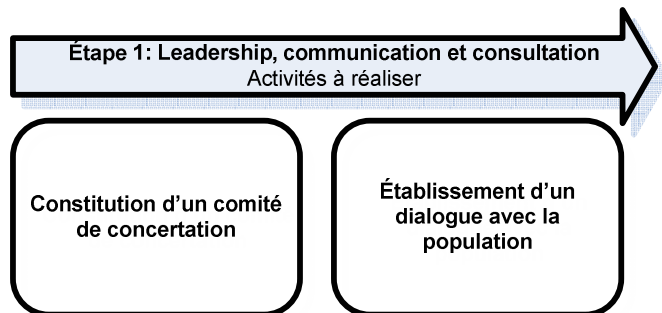 Étape 1: Leadership, communication et consultation
Activités à réaliser
Constitution d’un comité
de concertation
Établissement d’un
dialogue avec la
population